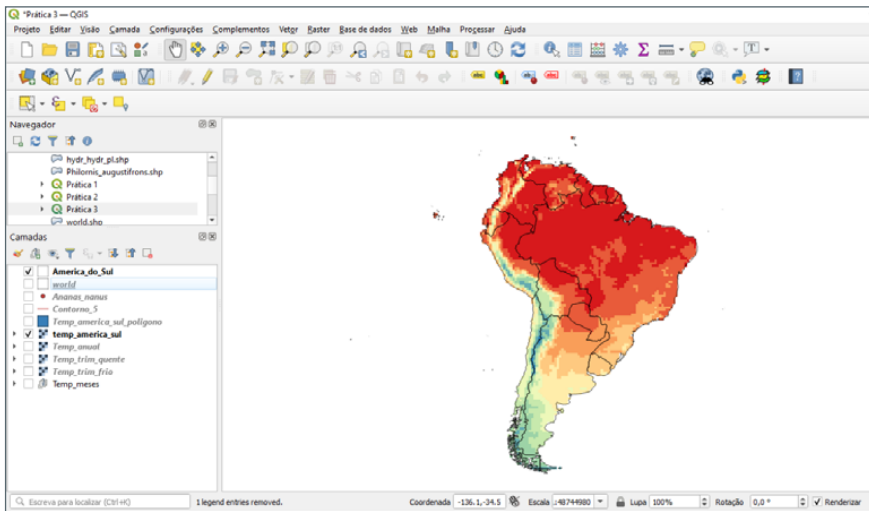 *Prática 3 — QGIS
Projeto Editar Visão Camada Configurações Complementos Vetor Raster Base de dados Web Malha Processar Ajuda
Navegador
hydr_hydr_pl.shp
Philornis_augustifrons.shp
Prática 1
Prática 2
Prática 3
world.shp
Camadas
America_do_Sul
world
Ananas_nanus
Contorno_5
Temp_america_sul_poligono
temp_america_sul
Temp_anual
Temp_trim_quente
Temp_trim_fria
Temp_meses
Escreva para localizar (Ctrl+K) 1 legend entries removed. Coordenada -136.1,-34.5 Escala :48744980 Lupa 100% Rotação 0,0 ° Renderizar